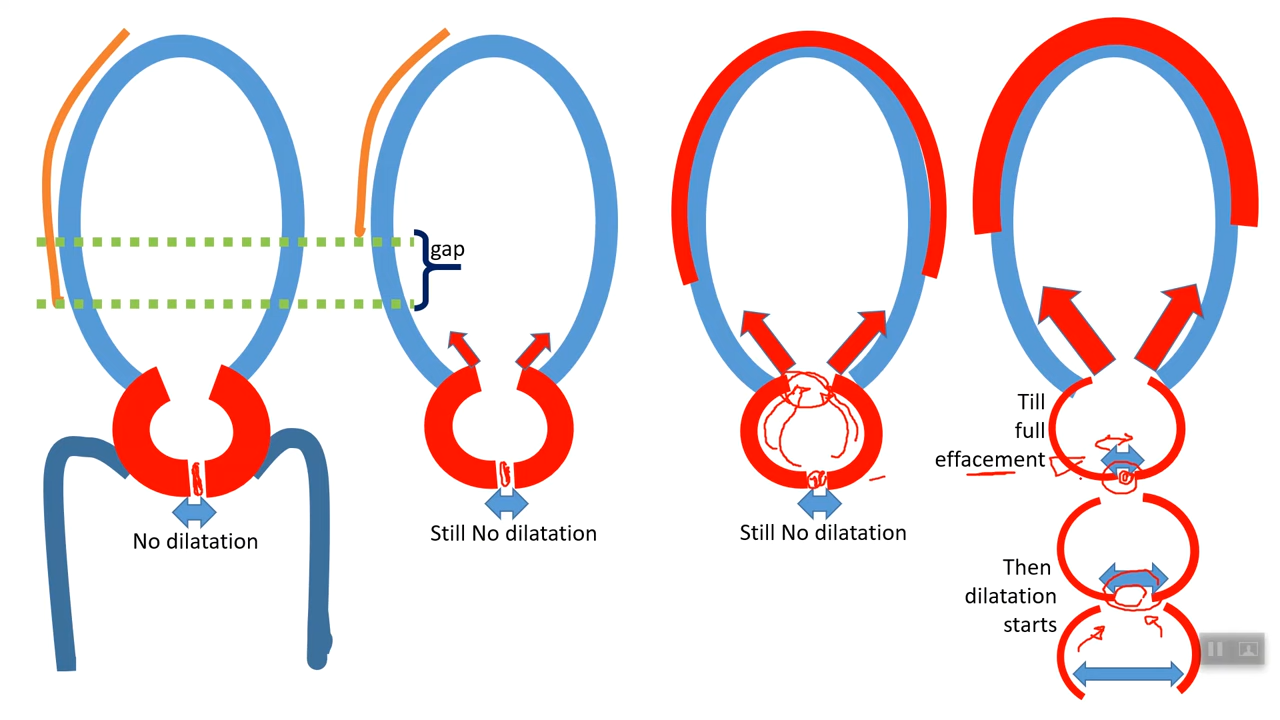 gap
No dilatation
Still No dilatation
Still No dilatation
Till
full
effacement
Then
dilatation
starts